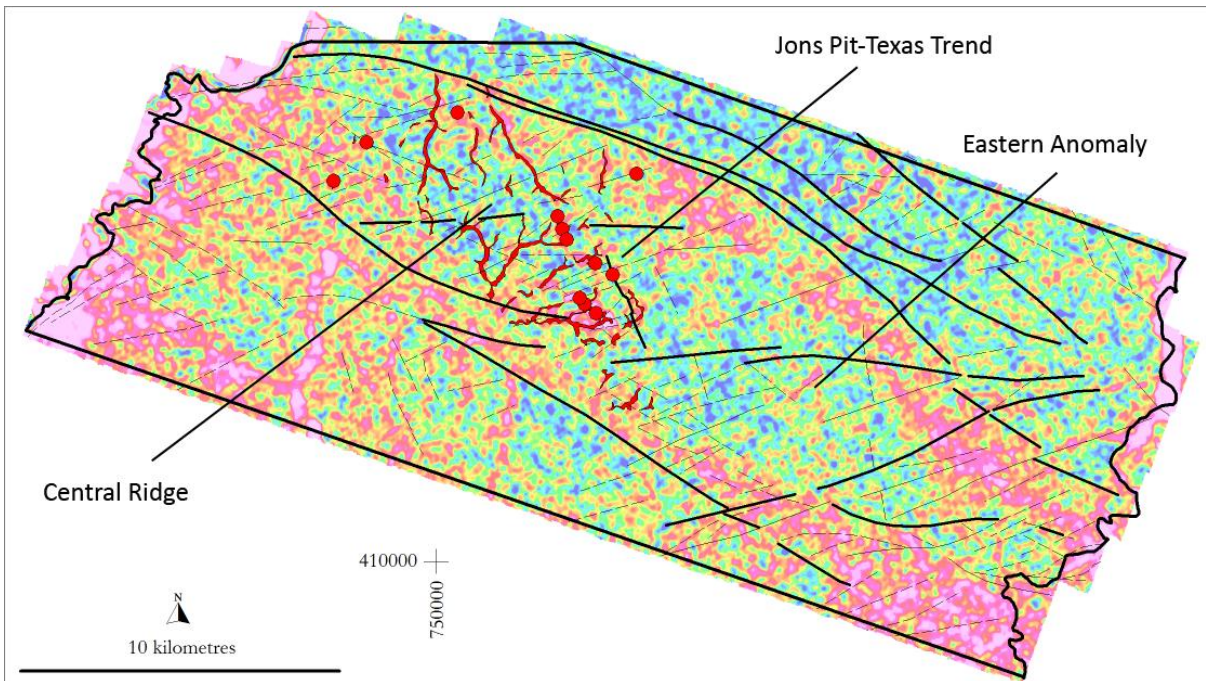 Jons Pit-Texas Trend
Eastern Anomaly
Central Ridge
410000
750000
N
10 kilometres